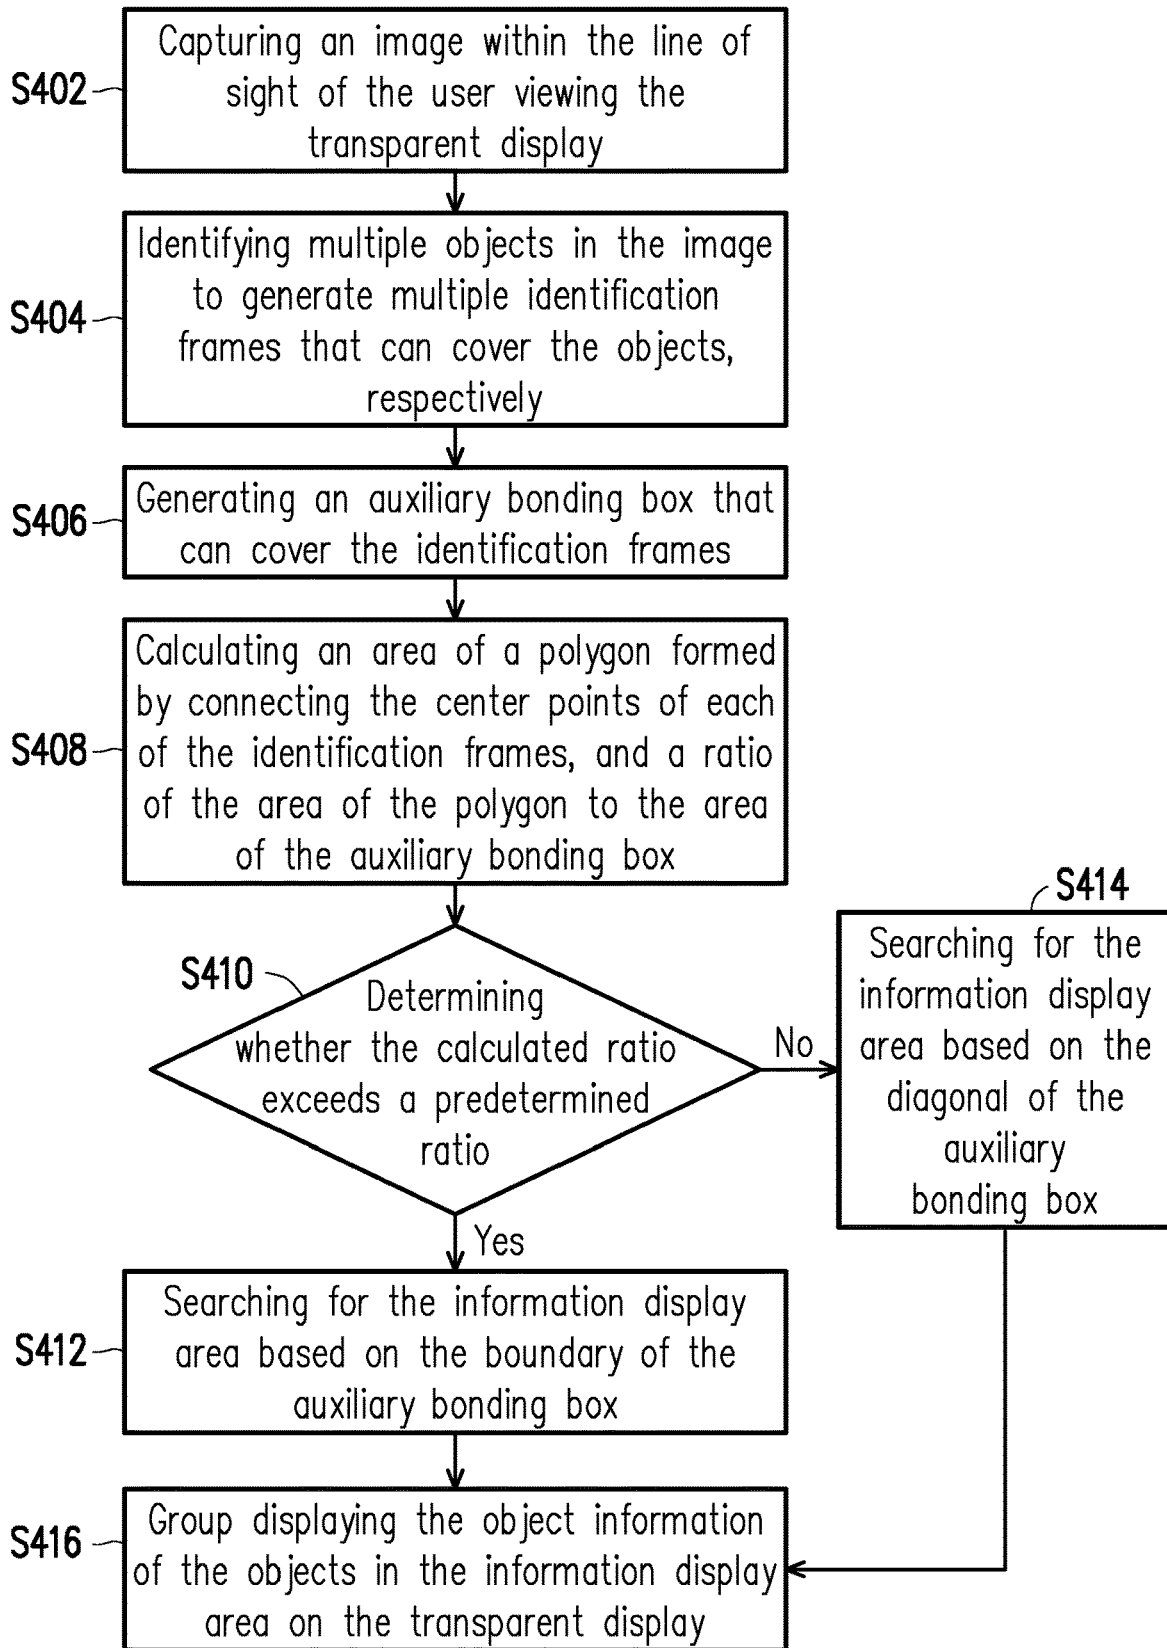 S402
Capturing an image within the line of
sight of the user viewing the
transparent display
S404
Identifying multiple objects in the image
to generate multiple identification
frames that can cover the objects,
respectively
S406
Generating an auxiliary bonding box that
can cover the identification frames
S408
Calculating an area of a polygon formed
by connecting the center points of each
of the identification frames, and a ratio
of the area of the polygon to the area
of the auxiliary bonding box
S410
Determining
whether the calculated ratio
exceeds a predetermined
ratio
No
S414
Searching for the
information display
area based on the
diagonal of the
auxiliary
bonding box
Yes
S412
Searching for the information display
area based on the boundary of the
auxiliary bonding box
S416
Group displaying the object information
of the objects in the information display
area on the transparent display